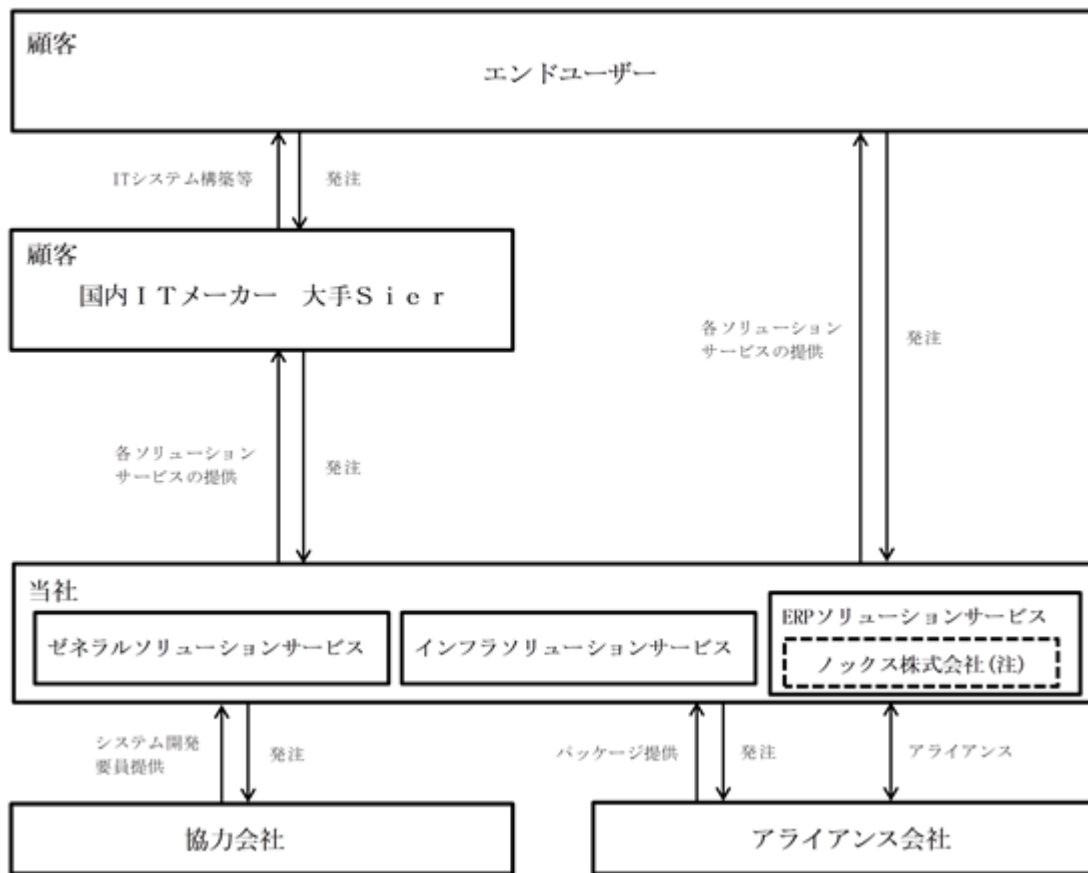 顧客
エンドユーザー
ITシステム構築等
発注
顧客
国内ITメーカー 大手Sier
各ソリューション
サービスの提供
発注
各ソリューション
サービスの提供
発注
当社
ゼネラルソリューションサービス
インフラソリューションサービス
ERPソリューションサービス
ノックス株式会社(注)
システム開発
要員提供
発注
パッケージ提供
発注
アライアンス
協力会社
アライアンス会社